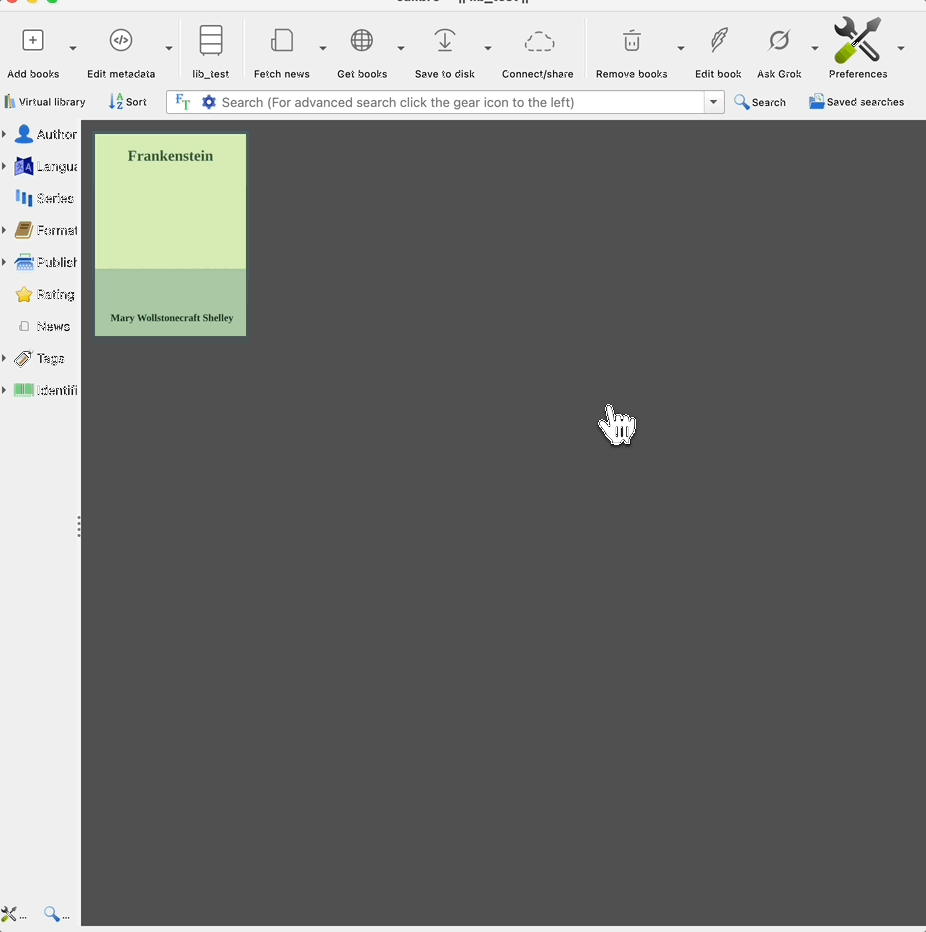 Add books
Edit metadata
lib_test
Fetch news
Get books
Save to disk
Connect/share
Remove books
Edit book
Ask Grok
Preferences
Virtual library
A
Z
Sort
FT
Search (For advanced search click the gear icon to the left)
Search
Saved searches
Author
Langua
Series
Format
Publish
Rating
News
Tags
Identifi
Frankenstein
Mary Wollstonecraft Shelley
...
...